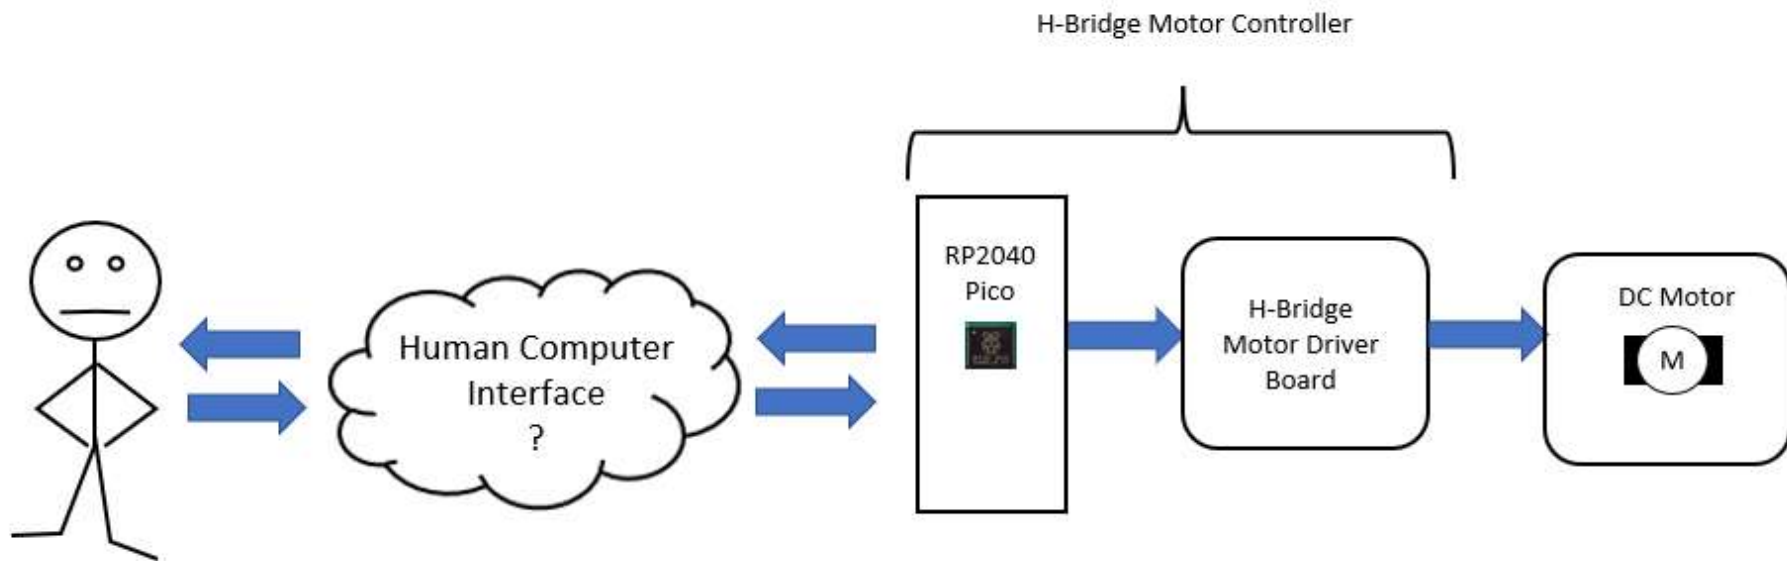 H-Bridge Motor Controller
RP2040
Pico
Human Computer
Interface
?
H-Bridge
Motor Driver
Board
DC Motor
M